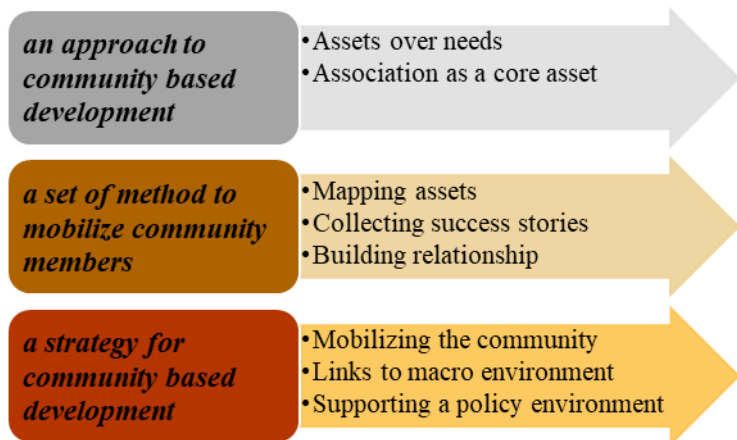 an approach to
community based
development
•Assets over needs
•Association as a core asset
a set of method to
mobilize community
members
•Mapping assets
•Collecting success stories
•Building relationship
a strategy for
community based
development
•Mobilizing the community
•Links to macro environment
•Supporting a policy environment